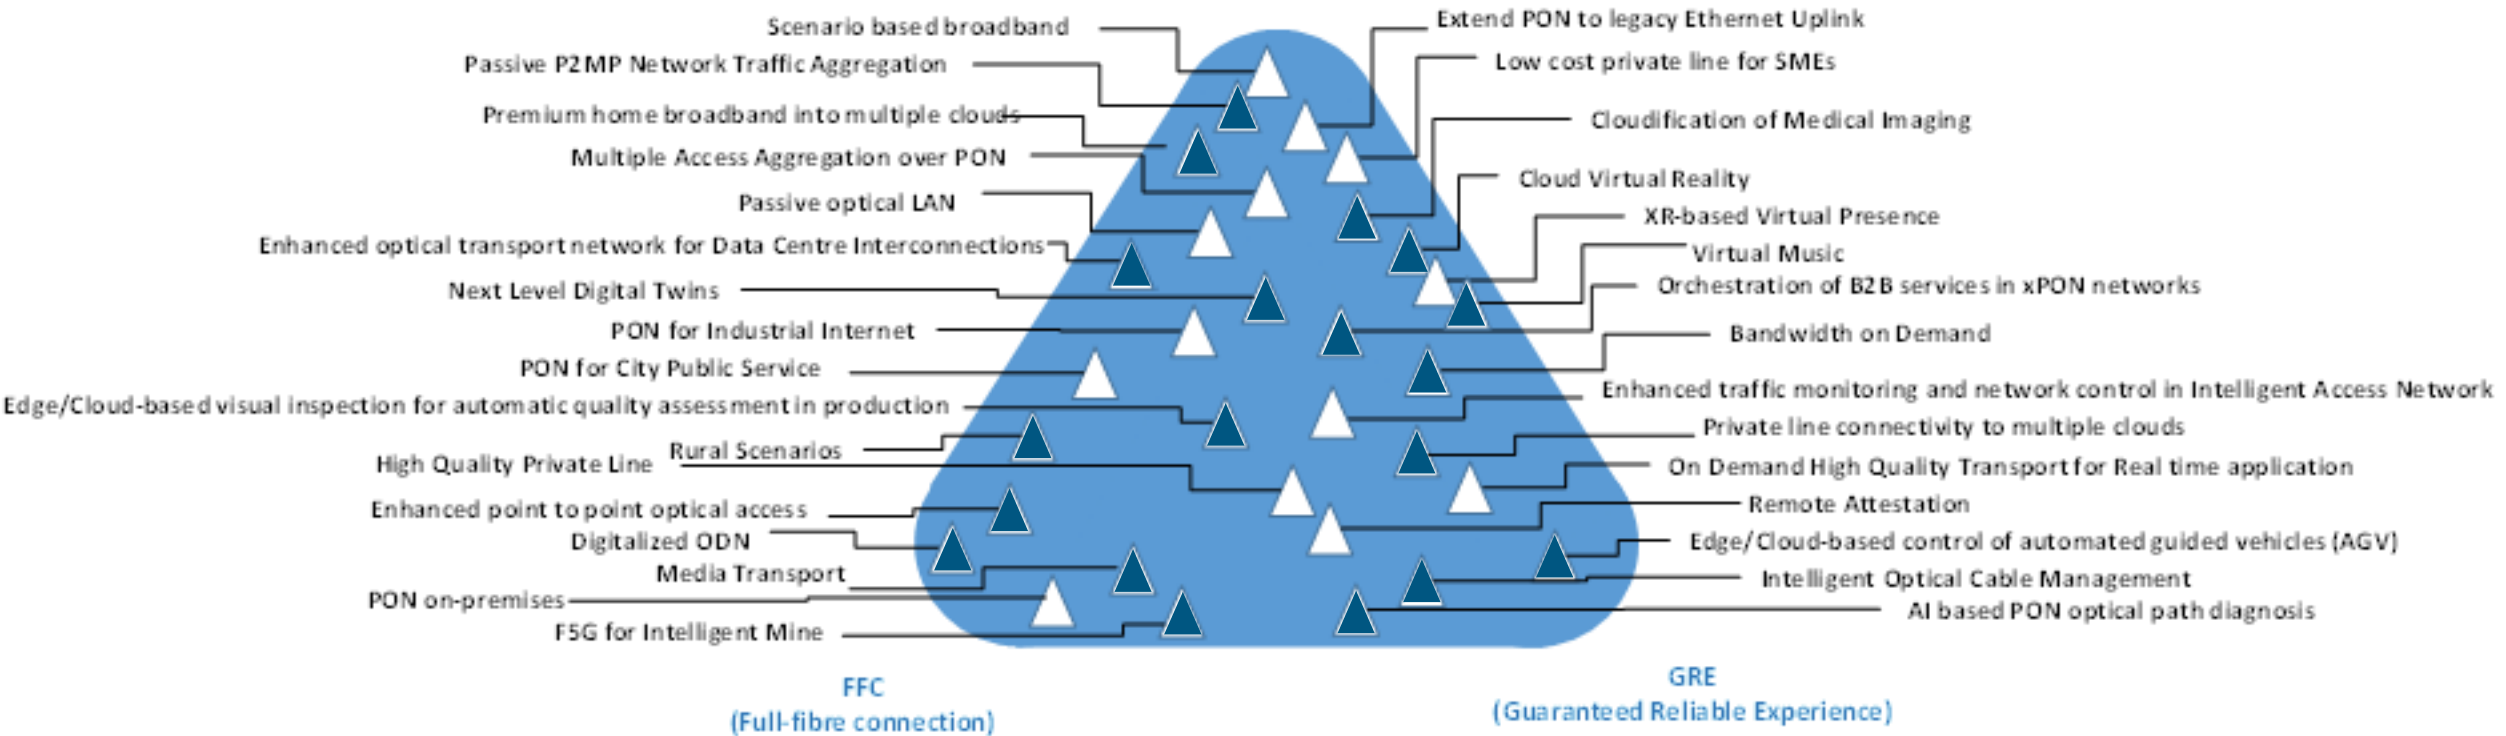 Scenario based broadband
Passive P2MP Network Traffic Aggregation
Premium home broadband into multiple clouds
Multiple Access Aggregation over PON
Passive optical LAN
Enhanced optical transport network for Data Centre Interconnections
Next Level Digital Twins
PON for Industrial Internet
PON for City Public Service
Edge/Cloud-based visual inspection for automatic quality assessment in production
Rural Scenarios
High Quality Private Line
Enhanced point to point optical access
Digitalized ODN
Media Transport
PON on-premises
F5G for Intelligent Mine
Extend PON to legacy Ethernet Uplink
Low cost private line for SMEs
Cloudification of Medical Imaging
Cloud Virtual Reality
XR-based Virtual Presence
Virtual Music
Orchestration of B2B services in xPON networks
Bandwidth on Demand
Enhanced traffic monitoring and network control in Intelligent Access Network
Private line connectivity to multiple clouds
On Demand High Quality Transport for Real time application
Remote Attestation
Edge/Cloud-based control of automated guided vehicles (AGV)
Intelligent Optical Cable Management
AI based PON optical path diagnosis
FFC
(Full-fibre connection)
GRE
(Guaranteed Reliable Experience)